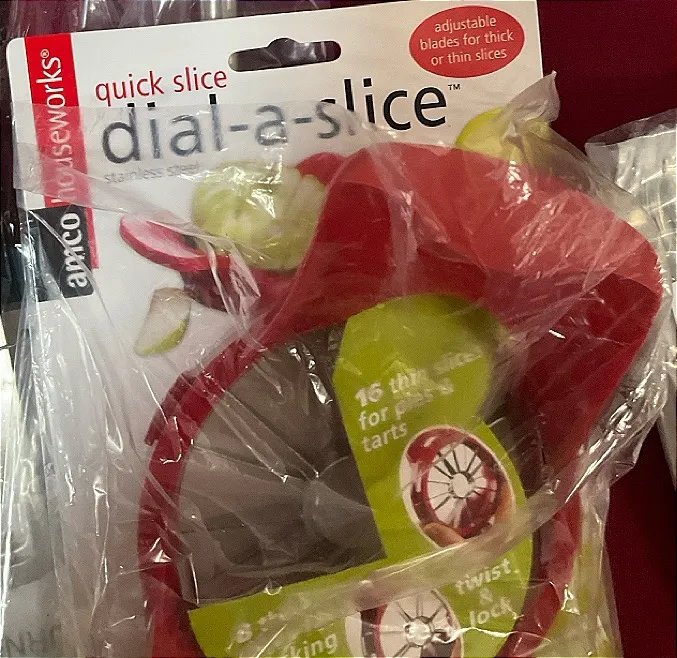 adjustable
blades for thick
or thin slices
quick slice
dial-a-slice™
stainless steel
amco houseworks®
16 thin slices
for pies &
tarts
twist
&
lock